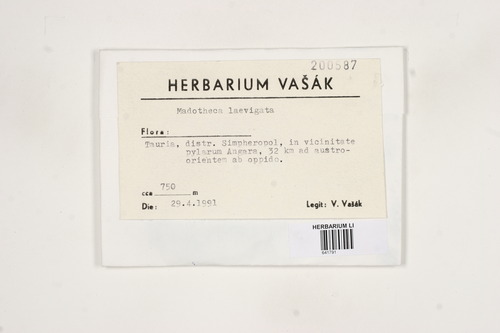 200587
HERBARIUM VAŠÁK
Madotheca laevigata
Flora:
Tauria, distr. Simpheropol, in vicinitate
pylarum Angara, 32 km ad austro-
orientem ab oppido.
cca 750 m
Die: 29.4.1991 Legit: V. Vašák
HERBARIUM LI
641791